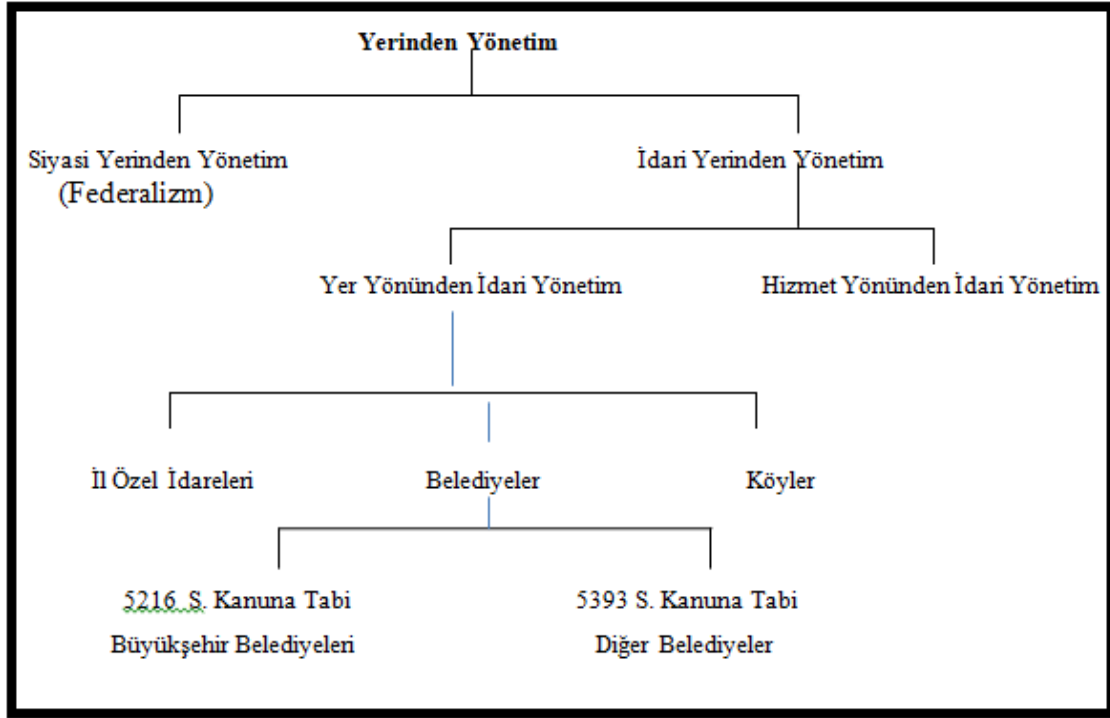 Yerinden Yönetim
Siyasi Yerinden Yönetim
(Federalizm)
İdari Yerinden Yönetim
Yer Yönünden İdari Yönetim
Hizmet Yönünden İdari Yönetim
İl Özel İdareleri
Belediyeler
Köyler
5216 S. Kanuna Tabi
Büyükşehir Belediyeleri
5393 S. Kanuna Tabi
Diğer Belediyeler